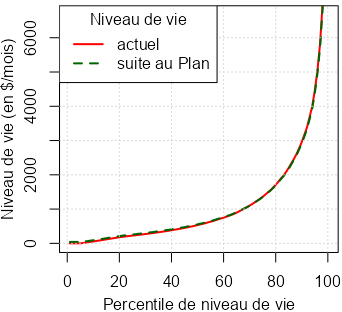 Niveau de vie
actuel
suite au Plan
Niveau de vie (en $/mois)
6000
4000
2000
0
0 20 40 60 80 100
Percentile de niveau de vie